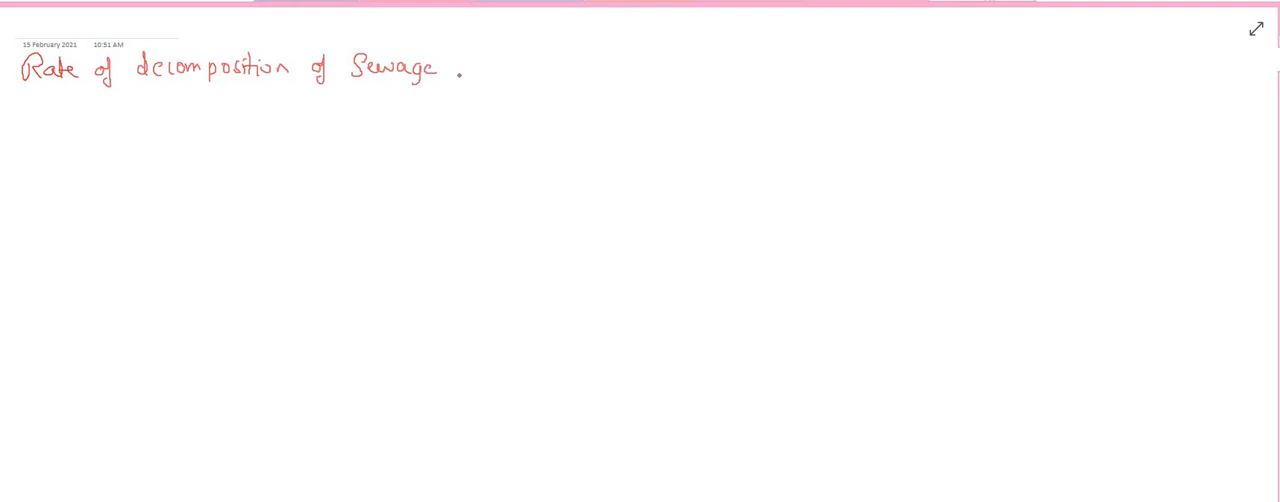 15 February 2021 10:51 AM
Rate of decomposition of Sewage .